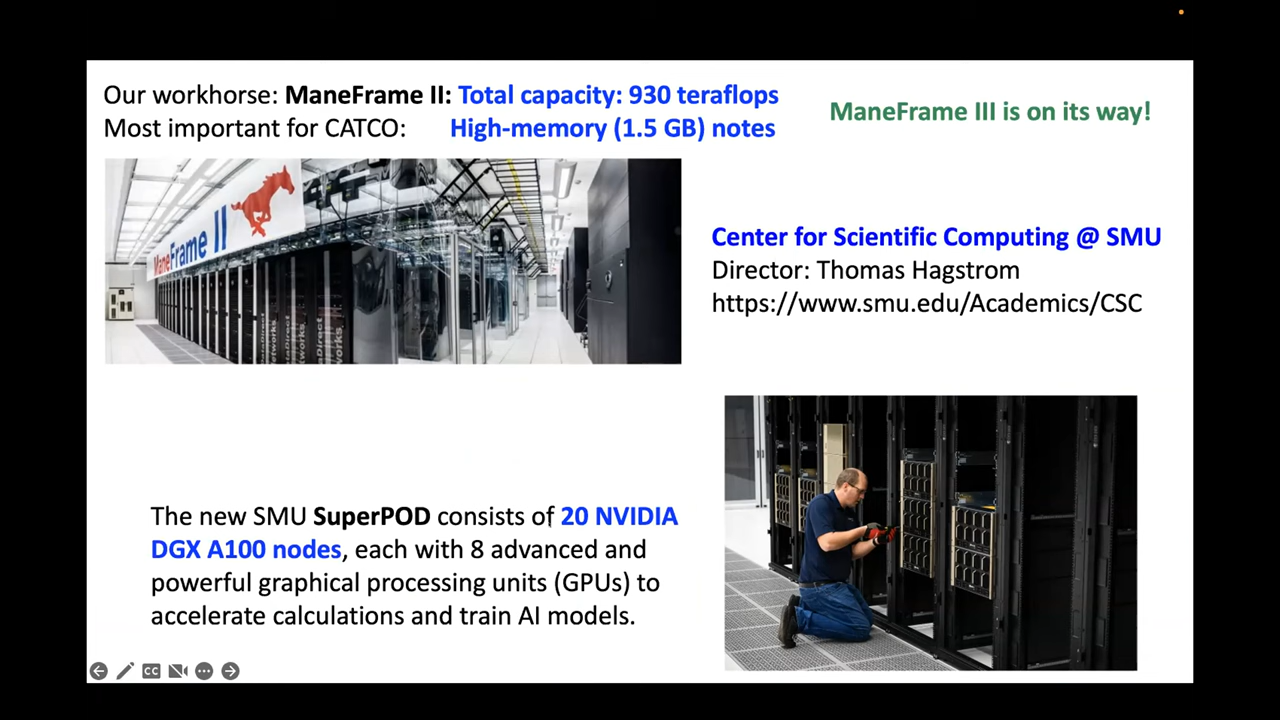 Our workhorse: ManeFrame II: Total capacity: 930 teraflops
Most important for CATCO: High-memory (1.5 GB) notes
ManeFrame III is on its way!
ManeFrame II
DataDirect Networks
Center for Scientific Computing @ SMU
Director: Thomas Hagstrom
https://www.smu.edu/Academics/CSC
The new SMU SuperPOD consists of 20 NVIDIA
DGX A100 nodes, each with 8 advanced and
powerful graphical processing units (GPUs) to
accelerate calculations and train AI models.
CC